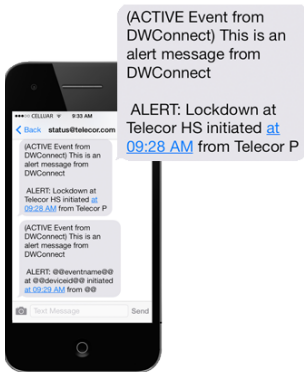 (ACTIVE Event from
DWConnect) This is an
alert message from
DWConnect
ALERT: Lockdown at
Telecor HS initiated at
09:28 AM from Telecor P
CELLUAR 9:33 AM
Back status@telecor.com
(ACTIVE Event from
DWConnect) This is an
alert message from
DWConnect
ALERT: Lockdown at
Telecor HS initiated at
09:28 AM from Telecor P
(ACTIVE Event from
DWConnect) This is an
alert message from
DWConnect
ALERT: @@eventname@@
at @@deviceid@@ initiated
at 09:29 AM from @@
Text Message Send